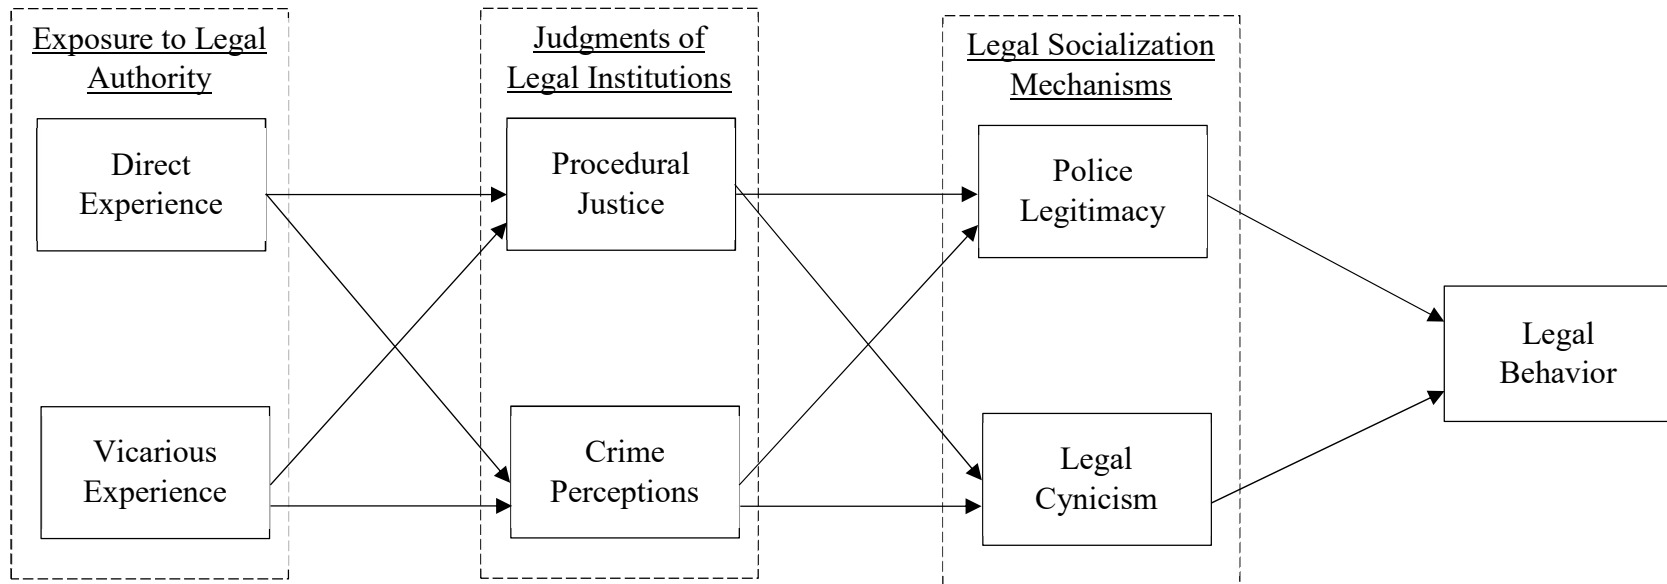 Exposure to Legal
Authority
Direct
Experience
Vicarious
Experience
Judgments of
Legal Institutions
Procedural
Justice
Crime
Perceptions
Legal Socialization
Mechanisms
Police
Legitimacy
Legal
Cynicism
Legal
Behavior